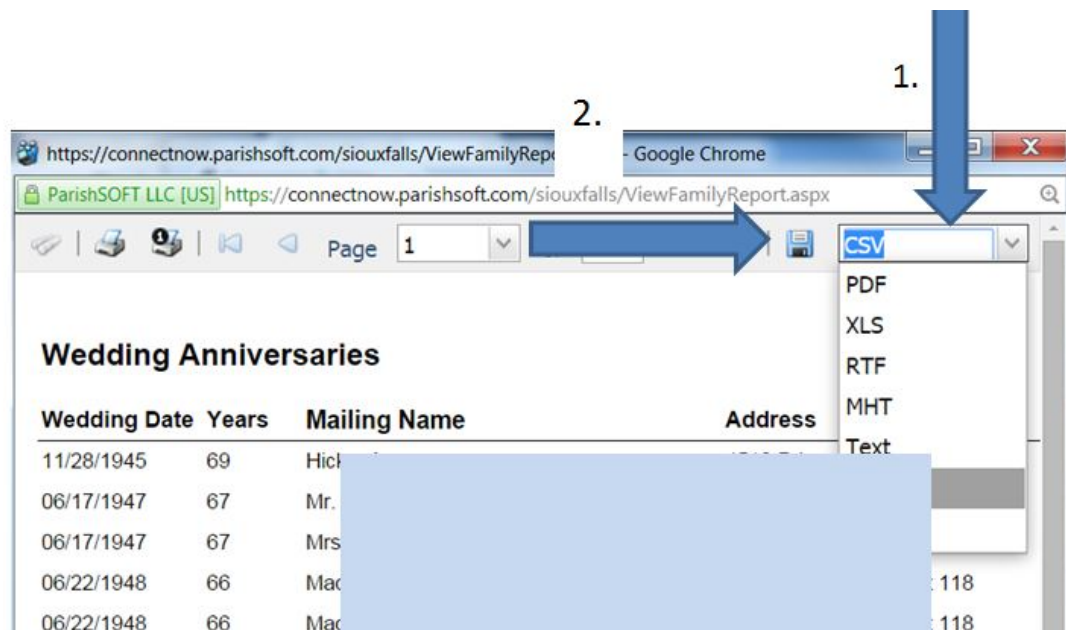 1.
2.
https://connectnow.parishsoft.com/siouxfalls/ViewFamilyRepo - Google Chrome
ParishSOFT LLC [US] https://connectnow.parishsoft.com/siouxfalls/ViewFamilyReport.aspx
Page 1 CSV
PDF
XLS
Wedding Anniversaries
RTF
MHT
Wedding Date Years Mailing Name Address
Text
11/28/1945 69
06/17/1947 67 Mr.
06/17/1947 67 Mrs
06/22/1948 66 118
06/22/1948 66 118